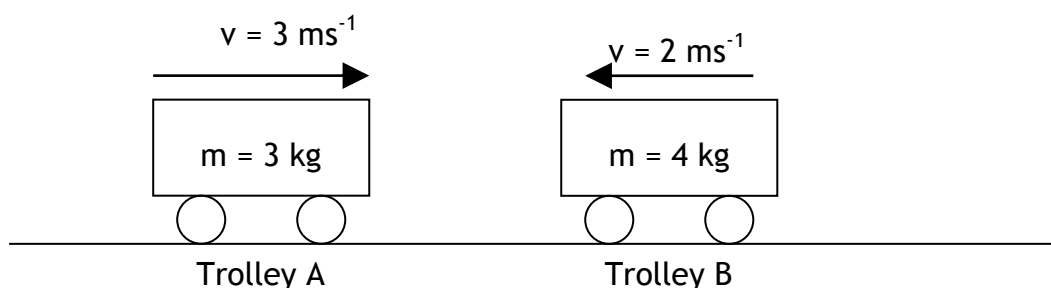 v = 3 ms⁻¹
v = 2 ms⁻¹
m = 3 kg
m = 4 kg
Trolley A
Trolley B